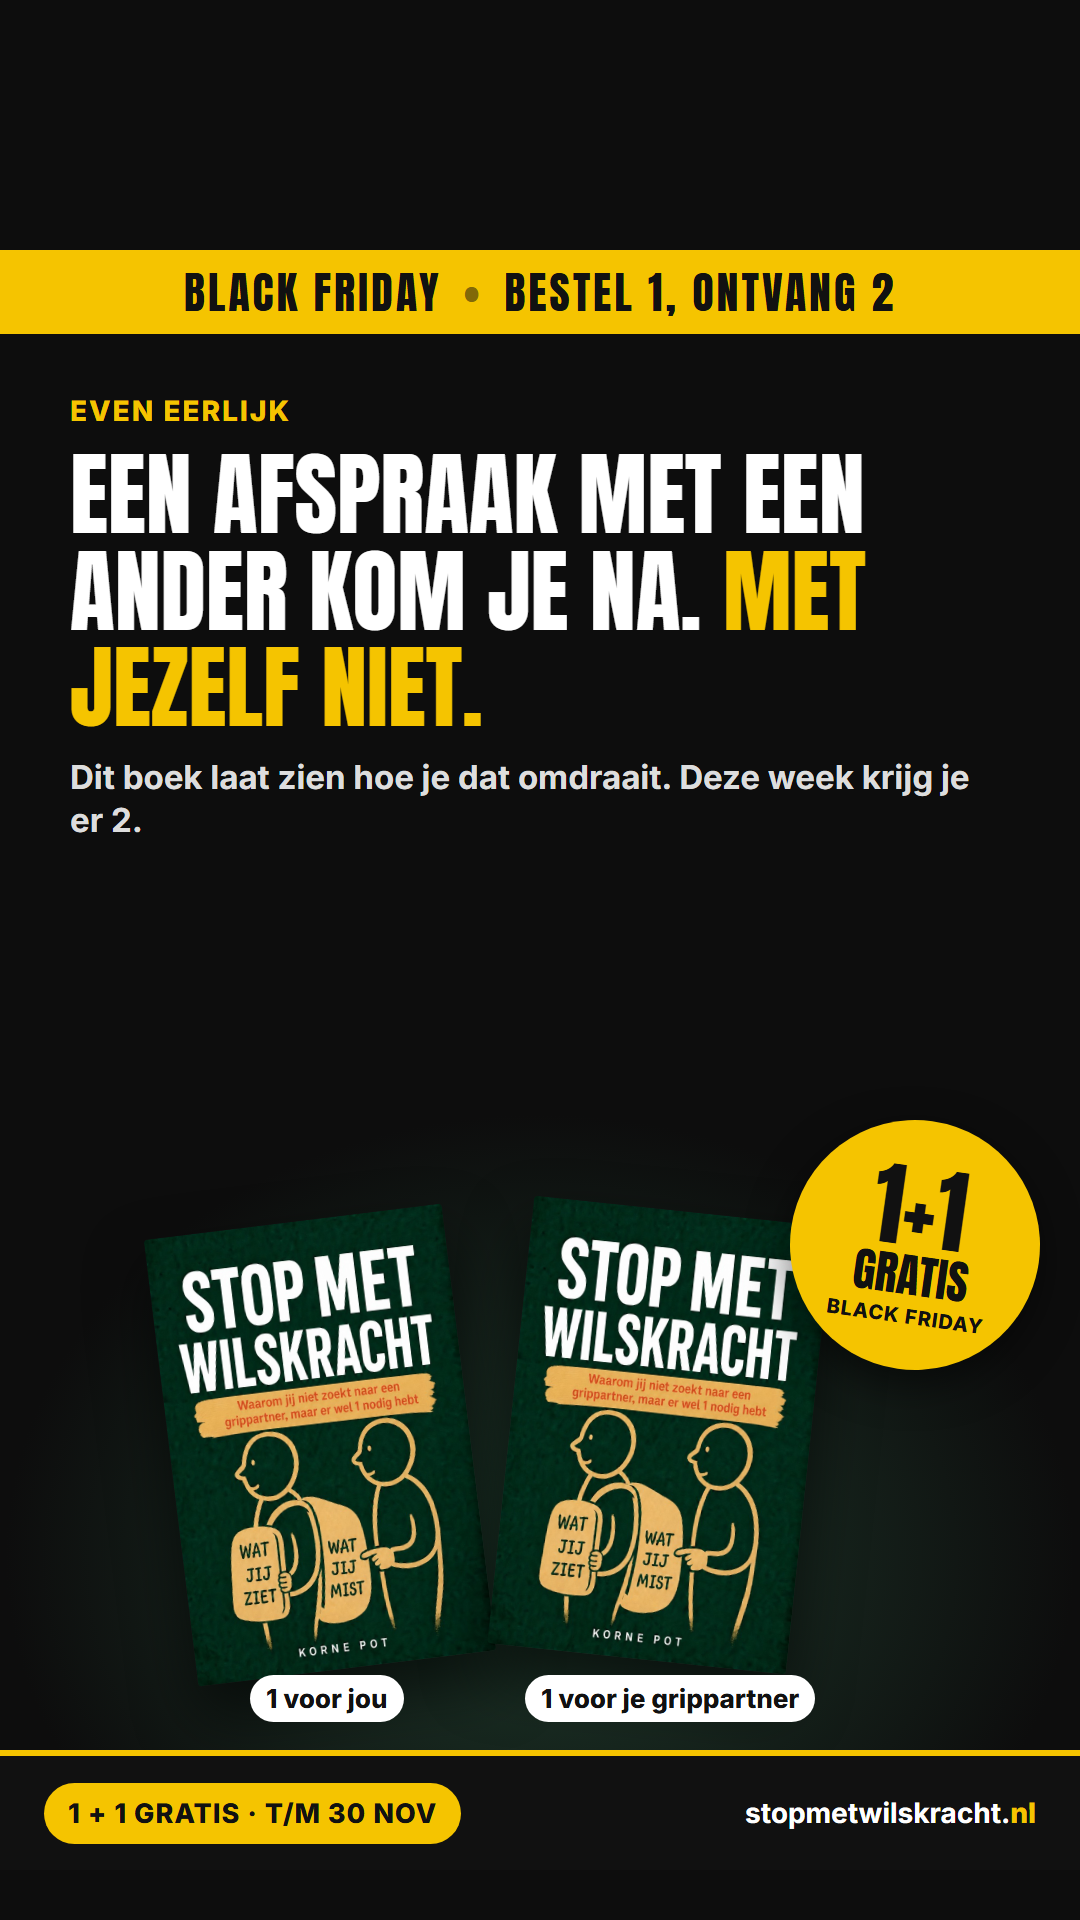 BLACK FRIDAY • BESTEL 1, ONTVANG 2
EVEN EERLIJK
EEN AFSPRAAK MET EEN
ANDER KOM JE NA. MET
JEZELF NIET.
Dit boek laat zien hoe je dat omdraait. Deze week krijg je
er 2.
STOP MET
WILSKRACHT
Waarom jij niet zoekt naar een
grippartner, maar er wel 1 nodig hebt
WAT
JIJ
ZIET
WAT
JIJ
MIST
KORNE POT
1 voor jou
STOP MET
WILSKRACHT
Waarom jij niet zoekt naar een
grippartner, maar er wel 1 nodig hebt
WAT
JIJ
ZIET
WAT
JIJ
MIST
KORNE POT
1 voor je grippartner
1+1
GRATIS
BLACK FRIDAY
1 + 1 GRATIS · T/M 30 NOV
stopmetwilskracht.nl